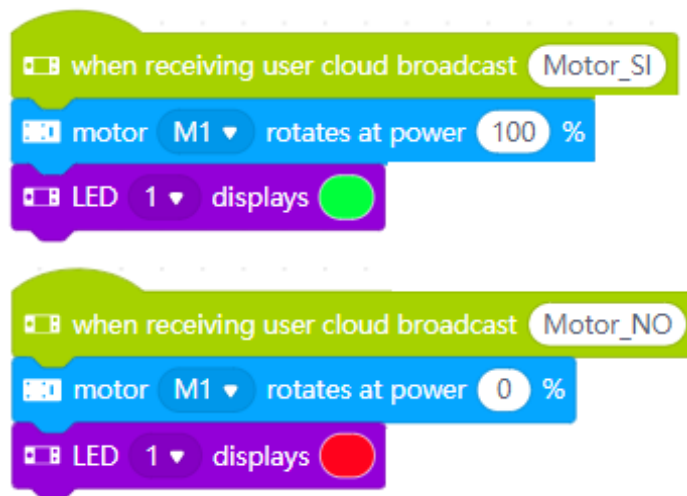 when receiving user cloud broadcast Motor_SI
motor M1 rotates at power 100 %
LED 1 displays
when receiving user cloud broadcast Motor_NO
motor M1 rotates at power 0 %
LED 1 displays